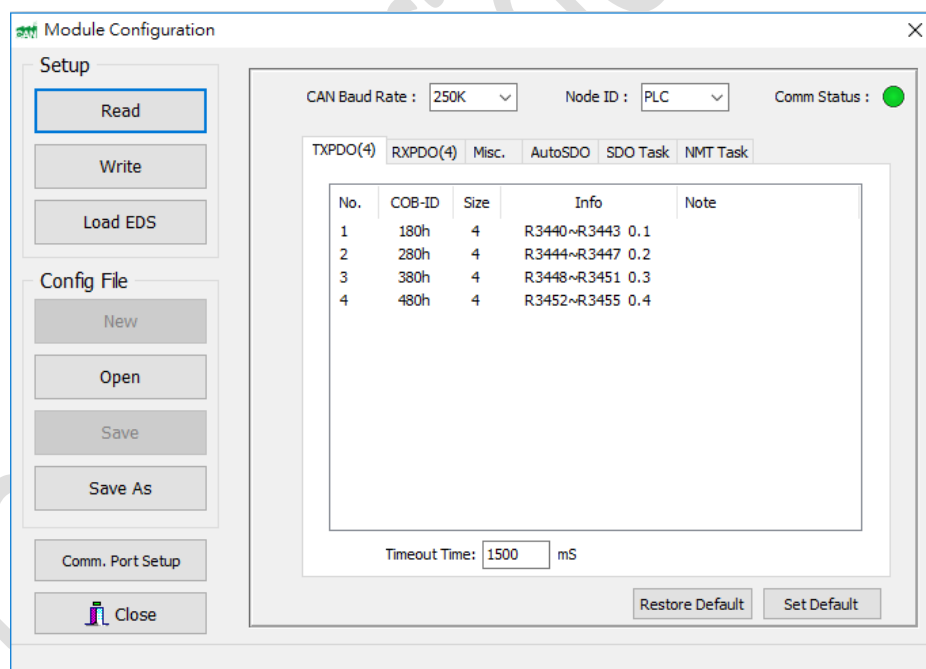 Module Configuration
Setup
Read
Write
Load EDS
Config File
New
Open
Save
Save As
Comm. Port Setup
Close
CAN Baud Rate : 250K Node ID : PLC Comm Status :
TXPDO(4) RXPDO(4) Misc. AutoSDO SDO Task NMT Task
No. COB-ID Size Info Note
1 180h 4 R3440~R3443 0.1
2 280h 4 R3444~R3447 0.2
3 380h 4 R3448~R3451 0.3
4 480h 4 R3452~R3455 0.4
Timeout Time: 1500 mS
Restore Default Set Default